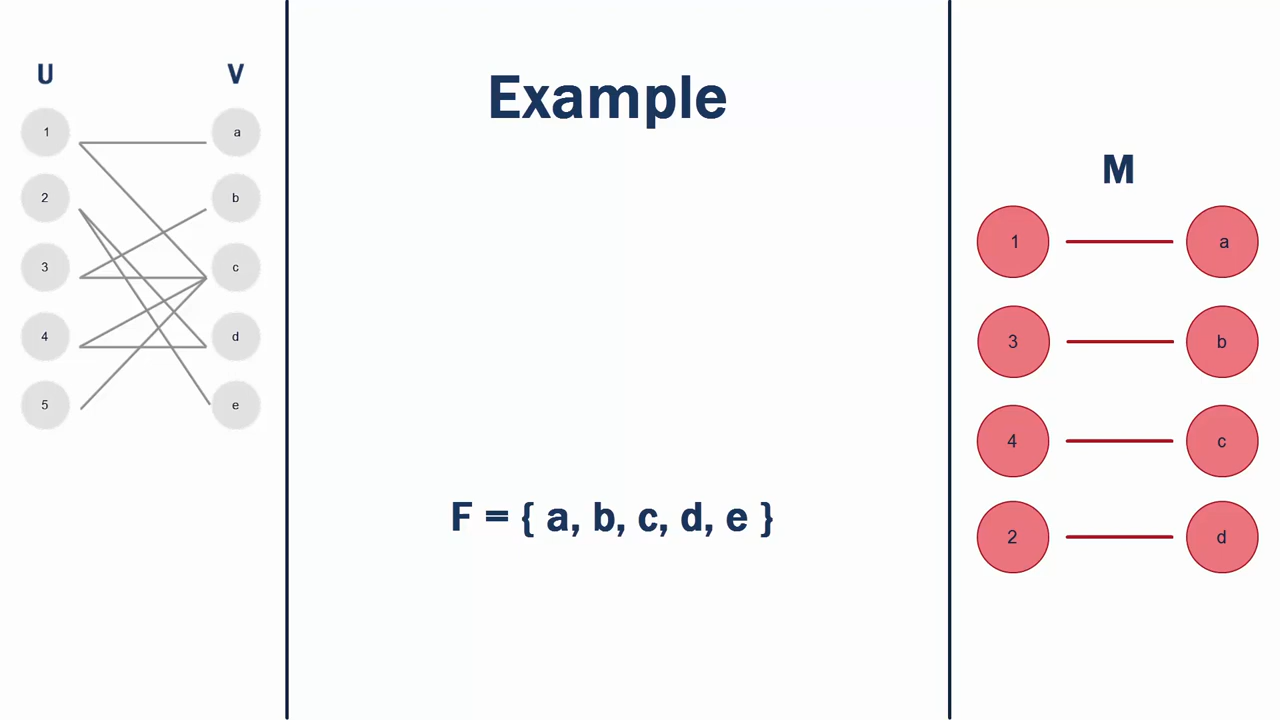 U V
1 a
2 b
3 c
4 d
5 e
Example
F = { a, b, c, d, e }
M
1 a
3 b
4 c
2 d